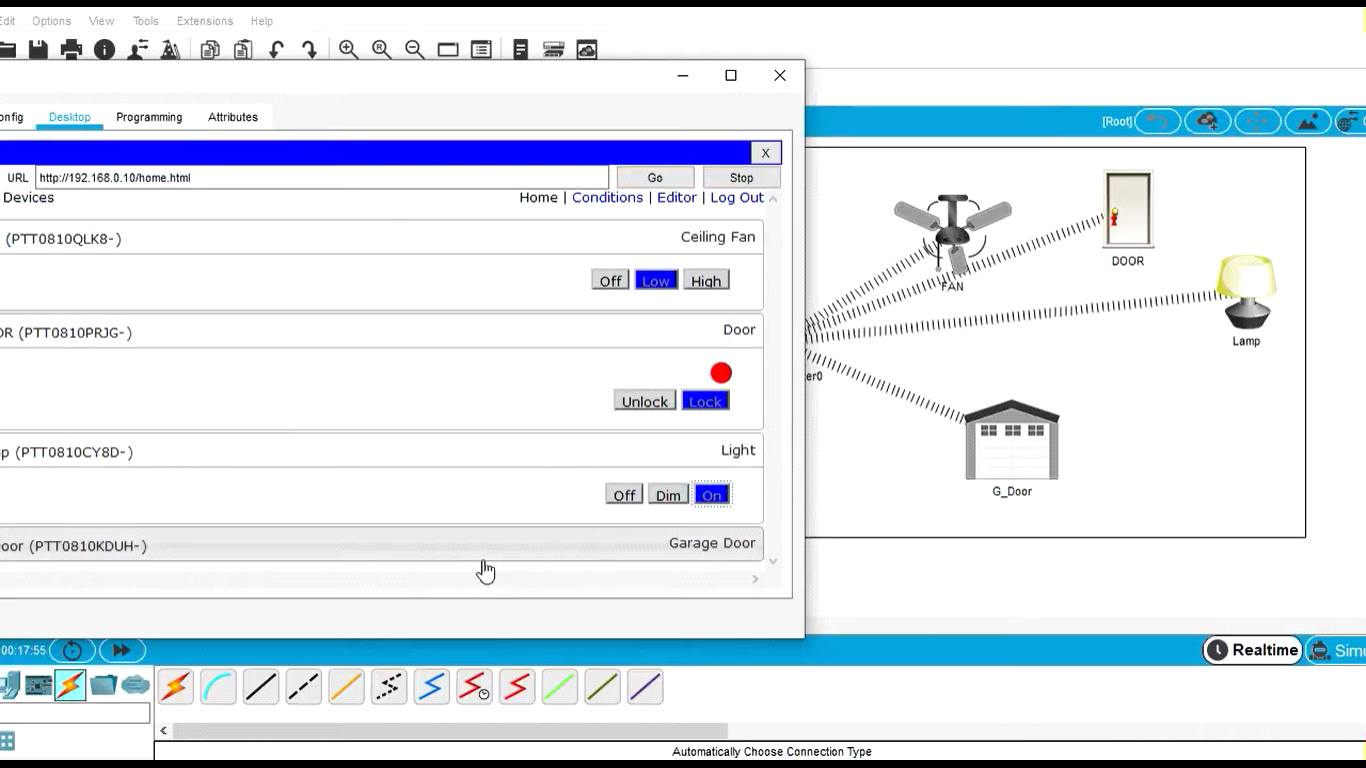 Edit Options View Tools Extensions Help
Config Desktop Programming Attributes
X
URL http://192.168.0.10/home.html Go Stop
Devices Home | Conditions | Editor | Log Out
(PTT0810QLK8-) Ceiling Fan
Off Low High
OR (PTT0810PRJG-) Door
Unlock Lock
p (PTT0810CY8D-) Light
Off Dim On
oor (PTT0810KDUH-) Garage Door
[Root]
FAN
DOOR
Lamp
er0
G_Door
00:17:55
Realtime Simu
Automatically Choose Connection Type